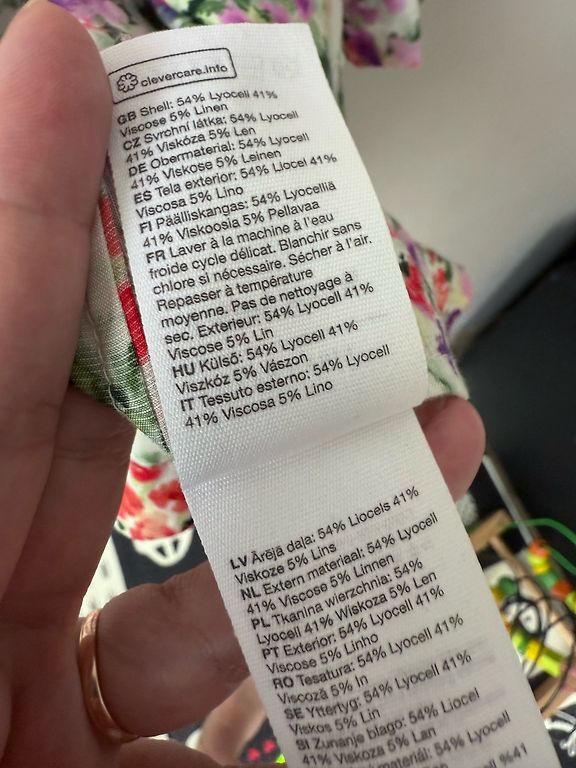 clevercare.info
GB Shell: 54% Lyocell 41%
Viscose 5% Linen
CZ Svrchní látka: 54% Lyocell
41% Viskóza 5% Len
DE Obermaterial: 54% Lyocell
41% Viskose 5% Leinen
ES Tela exterior: 54% Liocel 41%
Viscosa 5% Lino
FI Päälliskangas: 54% Lyocelliä
41% Viskoosia 5% Pellavaa
FR Laver à la machine à l'eau
froide cycle délicat. Blanchir sans
chlore si nécessaire. Sécher à l'air.
Repasser à température
moyenne. Pas de nettoyage à
sec. Exterieur: 54% Lyocell 41%
Viscose 5% Lin
HU Külső: 54% Lyocell 41%
Viszkóz 5% Vászon
IT Tessuto esterno: 54% Lyocell
41% Viscosa 5% Lino
LV Ārējā daļa: 54% Liocels 41%
Viskoze 5% Lins
NL Extern materiaal: 54% Lyocell
41% Viscose 5% Linnen
PL Tkanina wierzchnia: 54%
Lyocell 41% Wiskoza 5% Len
PT Exterior: 54% Lyocell 41%
Viscose 5% Linho
RO Tesatura: 54% Lyocell 41%
Viscoză 5% In
SE Yttertyg: 54% Lyocell 41%
Viskos 5% Lin
SI Zunanje blago: 54% Liocel
41% Viskoza 5% Lan
54% Lyocell
%41